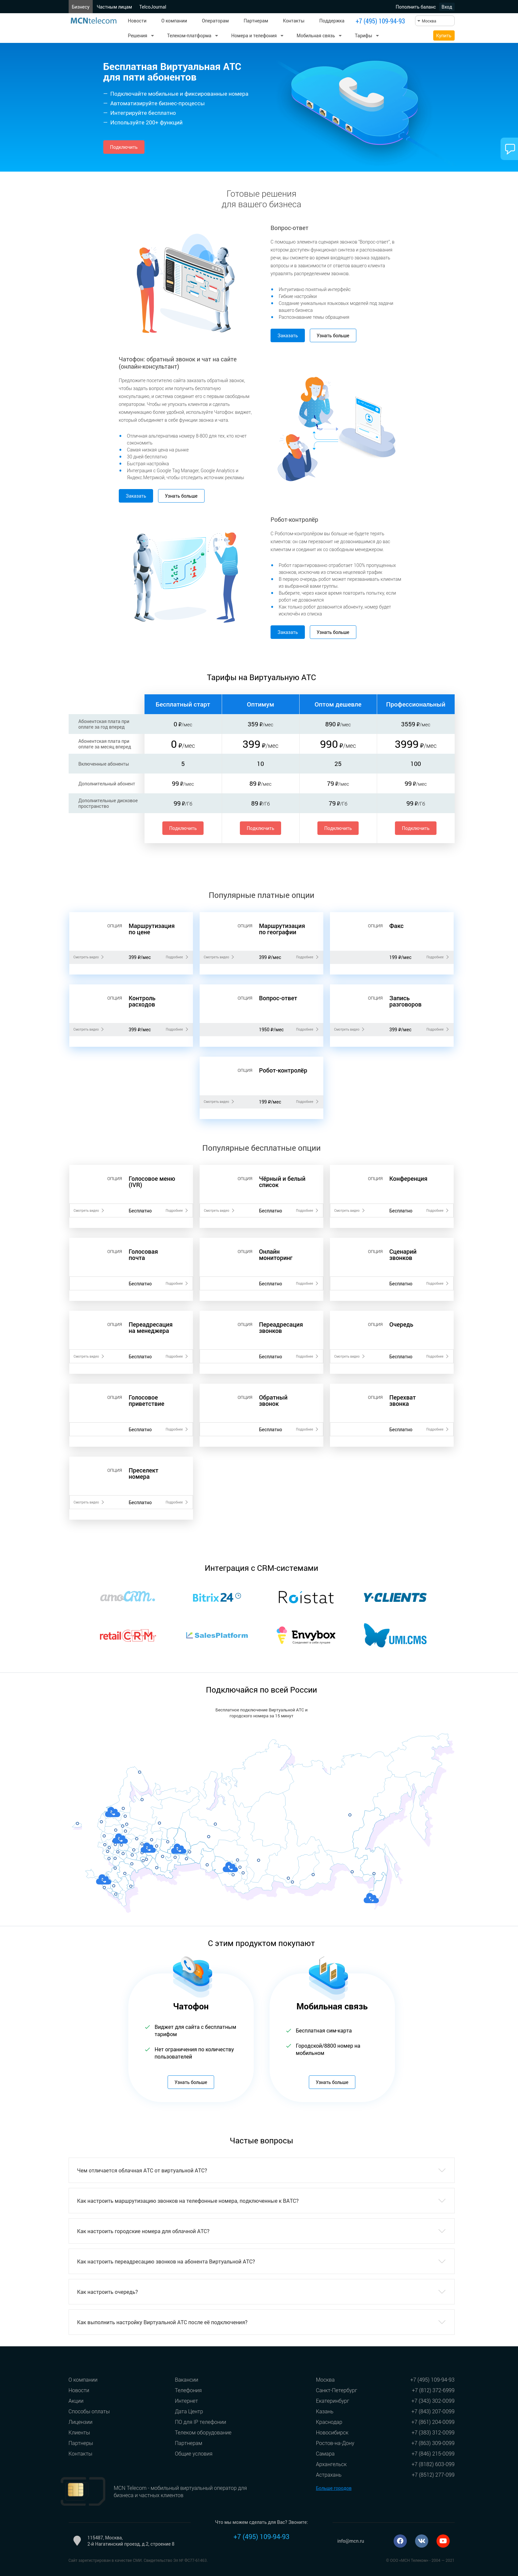 Бизнесу
Частным лицам
TelcoJournal
Пополнить баланс
Вход
MCNtelecom
Новости
О компании
Операторам
Партнерам
Контакты
Поддержка
+7 (495) 109-94-93
Москва
Решения
Телеком-платформа
Номера и телефония
Мобильная связь
Тарифы
Купить
Бесплатная Виртуальная АТС
для пяти абонентов
— Подключайте мобильные и фиксированные номера
— Автоматизируйте бизнес-процессы
— Интегрируйте бесплатно
— Используйте 200+ функций
Подключить
Готовые решения
для вашего бизнеса
Вопрос-ответ
С помощью элемента сценария звонков "Вопрос-ответ", в
котором доступен функционал синтеза и распознавания
речи, вы сможете во время входящего звонка задавать
вопросы и в зависимости от ответов вашего клиента
управлять распределением звонков.
Интуитивно понятный интерфейс
Гибкие настройки
Создание уникальных языковых моделей под задачи
вашего бизнеса
Распознавание темы обращения
Заказать
Узнать больше
Чатофон: обратный звонок и чат на сайте
(онлайн-консультант)
Предложите посетителю сайта заказать обратный звонок,
чтобы задать вопрос или получить бесплатную
консультацию, и система соединит его с первым свободным
оператором. Чтобы не упускать клиентов и сделать
коммуникацию более удобной, используйте Чатофон: виджет,
который объединяет в себе функции звонка и чата.
Отличная альтернатива номеру 8-800 для тех, кто хочет
сэкономить
Самая низкая цена на рынке
30 дней бесплатно
Быстрая настройка
Интеграция с Google Tag Manager, Google Analytics и
Яндекс.Метрикой, чтобы отследить источник рекламы
Заказать
Узнать больше
Робот-контролёр
С Роботом-контролёром вы больше не будете терять
клиентов: он сам перезвонит не дозвонившимся до вас
клиентам и соединит их со свободным менеджером.
Робот гарантированно отработает 100% пропущенных
звонков, исключив из списка нецелевой трафик
В первую очередь робот может перезванивать клиентам
из выбранной вами группы
Выберите, через какое время повторить попытку, если
робот не дозвонился
Как только робот дозвонится абоненту, номер будет
исключён из списка
Заказать
Узнать больше
Тарифы на Виртуальную АТС
Бесплатный старт
Оптимум
Оптом дешевле
Профессиональный
Абонентская плата при
оплате за год вперед
0 ₽/мес
359 ₽/мес
890 ₽/мес
3559 ₽/мес
Абонентская плата при
оплате за месяц вперед
0 ₽/мес
399 ₽/мес
990 ₽/мес
3999 ₽/мес
Включенные абоненты
5
10
25
100
Дополнительный абонент
99 ₽/мес
89 ₽/мес
79 ₽/мес
99 ₽/мес
Дополнительные дисковое
пространство
99 ₽/Гб
89 ₽/Гб
79 ₽/Гб
99 ₽/Гб
Подключить
Подключить
Подключить
Подключить
Популярные платные опции
ОПЦИЯ
Маршрутизация
по цене
Смотреть видео
399 ₽/мес
Подробнее
ОПЦИЯ
Маршрутизация
по географии
Смотреть видео
399 ₽/мес
Подробнее
ОПЦИЯ
Факс
199 ₽/мес
Подробнее
ОПЦИЯ
Контроль
расходов
Смотреть видео
399 ₽/мес
Подробнее
ОПЦИЯ
Вопрос-ответ
1950 ₽/мес
Подробнее
ОПЦИЯ
Запись
разговоров
Смотреть видео
399 ₽/мес
Подробнее
ОПЦИЯ
Робот-контролёр
Смотреть видео
199 ₽/мес
Подробнее
Популярные бесплатные опции
ОПЦИЯ
Голосовое меню
(IVR)
Смотреть видео
Бесплатно
Подробнее
ОПЦИЯ
Чёрный и белый
список
Смотреть видео
Бесплатно
Подробнее
ОПЦИЯ
Конференция
Смотреть видео
Бесплатно
Подробнее
ОПЦИЯ
Голосовая
почта
Бесплатно
Подробнее
ОПЦИЯ
Онлайн
мониторинг
Бесплатно
Подробнее
ОПЦИЯ
Сценарий
звонков
Бесплатно
Подробнее
ОПЦИЯ
Переадресация
на менеджера
Смотреть видео
Бесплатно
Подробнее
ОПЦИЯ
Переадресация
звонков
Бесплатно
Подробнее
ОПЦИЯ
Очередь
Смотреть видео
Бесплатно
Подробнее
ОПЦИЯ
Голосовое
приветствие
Бесплатно
Подробнее
ОПЦИЯ
Обратный
звонок
Бесплатно
Подробнее
ОПЦИЯ
Перехват
звонка
Бесплатно
Подробнее
ОПЦИЯ
Преселект
номера
Смотреть видео
Бесплатно
Подробнее
Интеграция с CRM-системами
amoCRM.
Bitrix24
Roistat
YCLIENTS
retailCRM
SalesPlatform
Envybox
Созваниют и себя лучших
UMI.CMS
Подключайся по всей России
Бесплатное подключение Виртуальной АТС и
городского номера за 15 минут
С этим продуктом покупают
Чатофон
Виджет для сайта с бесплатным
тарифом
Нет ограничения по количеству
пользователей
Узнать больше
Мобильная связь
Бесплатная сим-карта
Городской/8800 номер на
мобильном
Узнать больше
Частые вопросы
Чем отличается облачная АТС от виртуальной АТС?
Как настроить маршрутизацию звонков на телефонные номера, подключенные к ВАТС?
Как настроить городские номера для облачной АТС?
Как настроить переадресацию звонков на абонента Виртуальной АТС?
Как настроить очередь?
Как выполнить настройку Виртуальной АТС после её подключения?
О компании
Новости
Акции
Способы оплаты
Лицензии
Клиенты
Партнеры
Контакты
Вакансии
Телефония
Интернет
Дата Центр
ПО для IP телефонии
Телеком оборудование
Партнерам
Общие условия
Москва +7 (495) 109-94-93
Санкт-Петербург +7 (812) 372-6999
Екатеринбург +7 (343) 302-0099
Казань +7 (843) 207-0099
Краснодар +7 (861) 204-0099
Новосибирск +7 (383) 312-0099
Ростов-на-Дону +7 (863) 309-0099
Самара +7 (846) 215-0099
Архангельск +7 (8182) 603-099
Астрахань +7 (8512) 277-099
Больше городов
MCN Telecom - мобильный виртуальный оператор для
бизнеса и частных клиентов
Что мы можем сделать для Вас? Звоните:
115487, Москва,
2-й Нагатинский проезд, д.2, строение 8
+7 (495) 109-94-93
info@mcn.ru